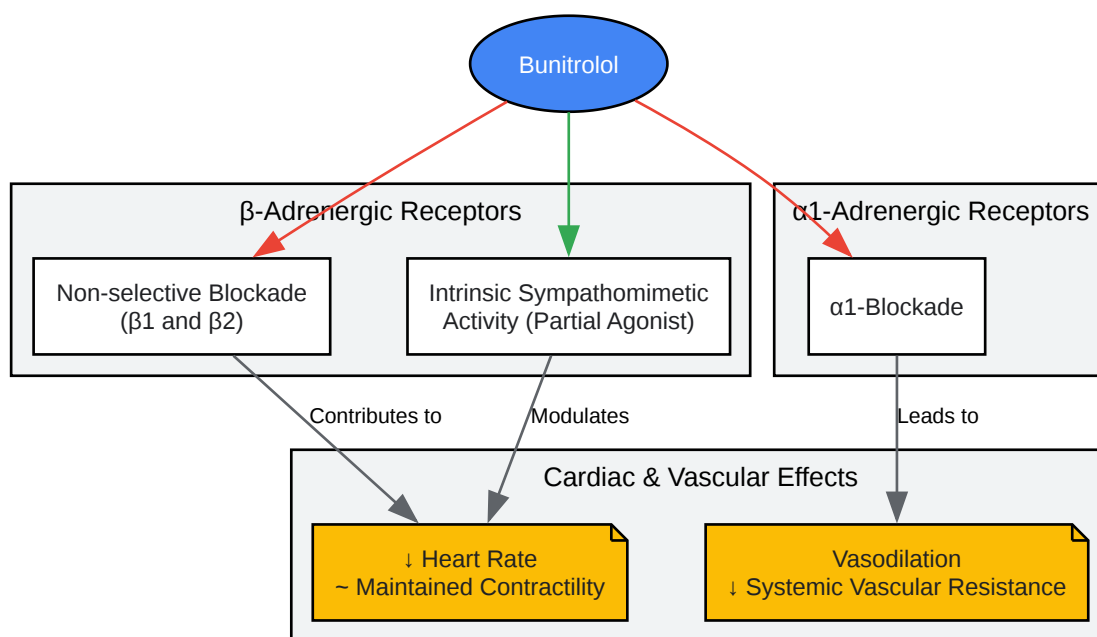 Bunitrolol
β-Adrenergic Receptors
α1-Adrenergic Receptors
Non-selective Blockade
(β1 and β2)
Intrinsic Sympathomimetic
Activity (Partial Agonist)
α1-Blockade
Contributes to
Modulates
Leads to
Cardiac & Vascular Effects
↓ Heart Rate
~ Maintained Contractility
Vasodilation
↓ Systemic Vascular Resistance